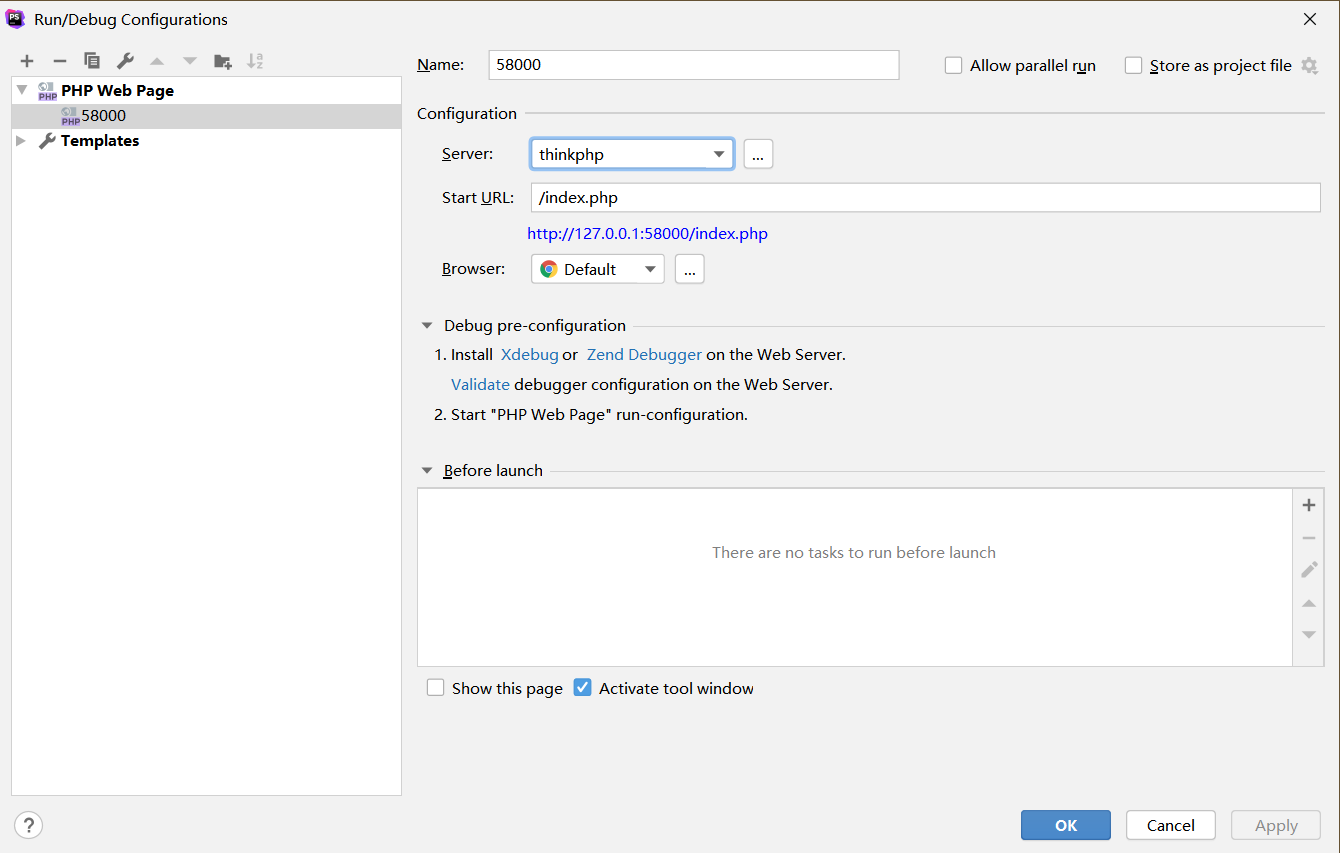 Run/Debug Configurations
Name: 58000
Allow parallel run
Store as project file
PHP Web Page
58000
Templates
Configuration
Server: thinkphp ...
Start URL: /index.php
http://127.0.0.1:58000/index.php
Browser: Default ...
Debug pre-configuration
1. Install Xdebug or Zend Debugger on the Web Server.
Validate debugger configuration on the Web Server.
2. Start "PHP Web Page" run-configuration.
Before launch
There are no tasks to run before launch
Show this page Activate tool window
? OK Cancel Apply